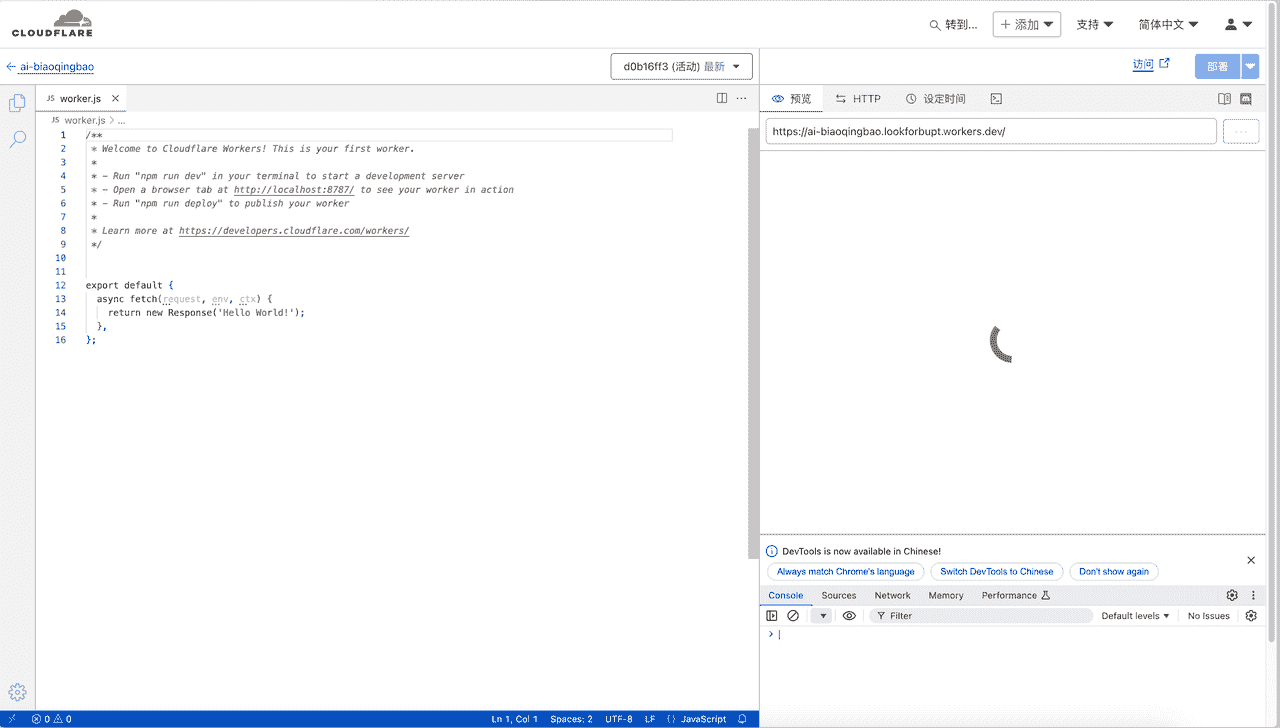 CLOUDFLARE
转到...
添加
支持
简体中文
ai-biaoqingbao
d0b16ff3 (活动) 最新
访问
部署
JS worker.js
预览
HTTP
设定时间
JS worker.js > ...
https://ai-biaoqingbao.lookforbupt.workers.dev/
1 /**
2 * Welcome to Cloudflare Workers! This is your first worker.
3 *
4 * - Run "npm run dev" in your terminal to start a development server
5 * - Open a browser tab at http://localhost:8787/ to see your worker in action
6 * - Run "npm run deploy" to publish your worker
7 *
8 * Learn more at https://developers.cloudflare.com/workers/
9 */
10
11
12 export default {
13 async fetch(request, env, ctx) {
14 return new Response('Hello World!');
15 },
16 };
DevTools is now available in Chinese!
Always match Chrome's language
Switch DevTools to Chinese
Don't show again
Console
Sources
Network
Memory
Performance
Filter
Default levels
No Issues
0 0
Ln 1, Col 1
Spaces: 2
UTF-8
LF
{} JavaScript